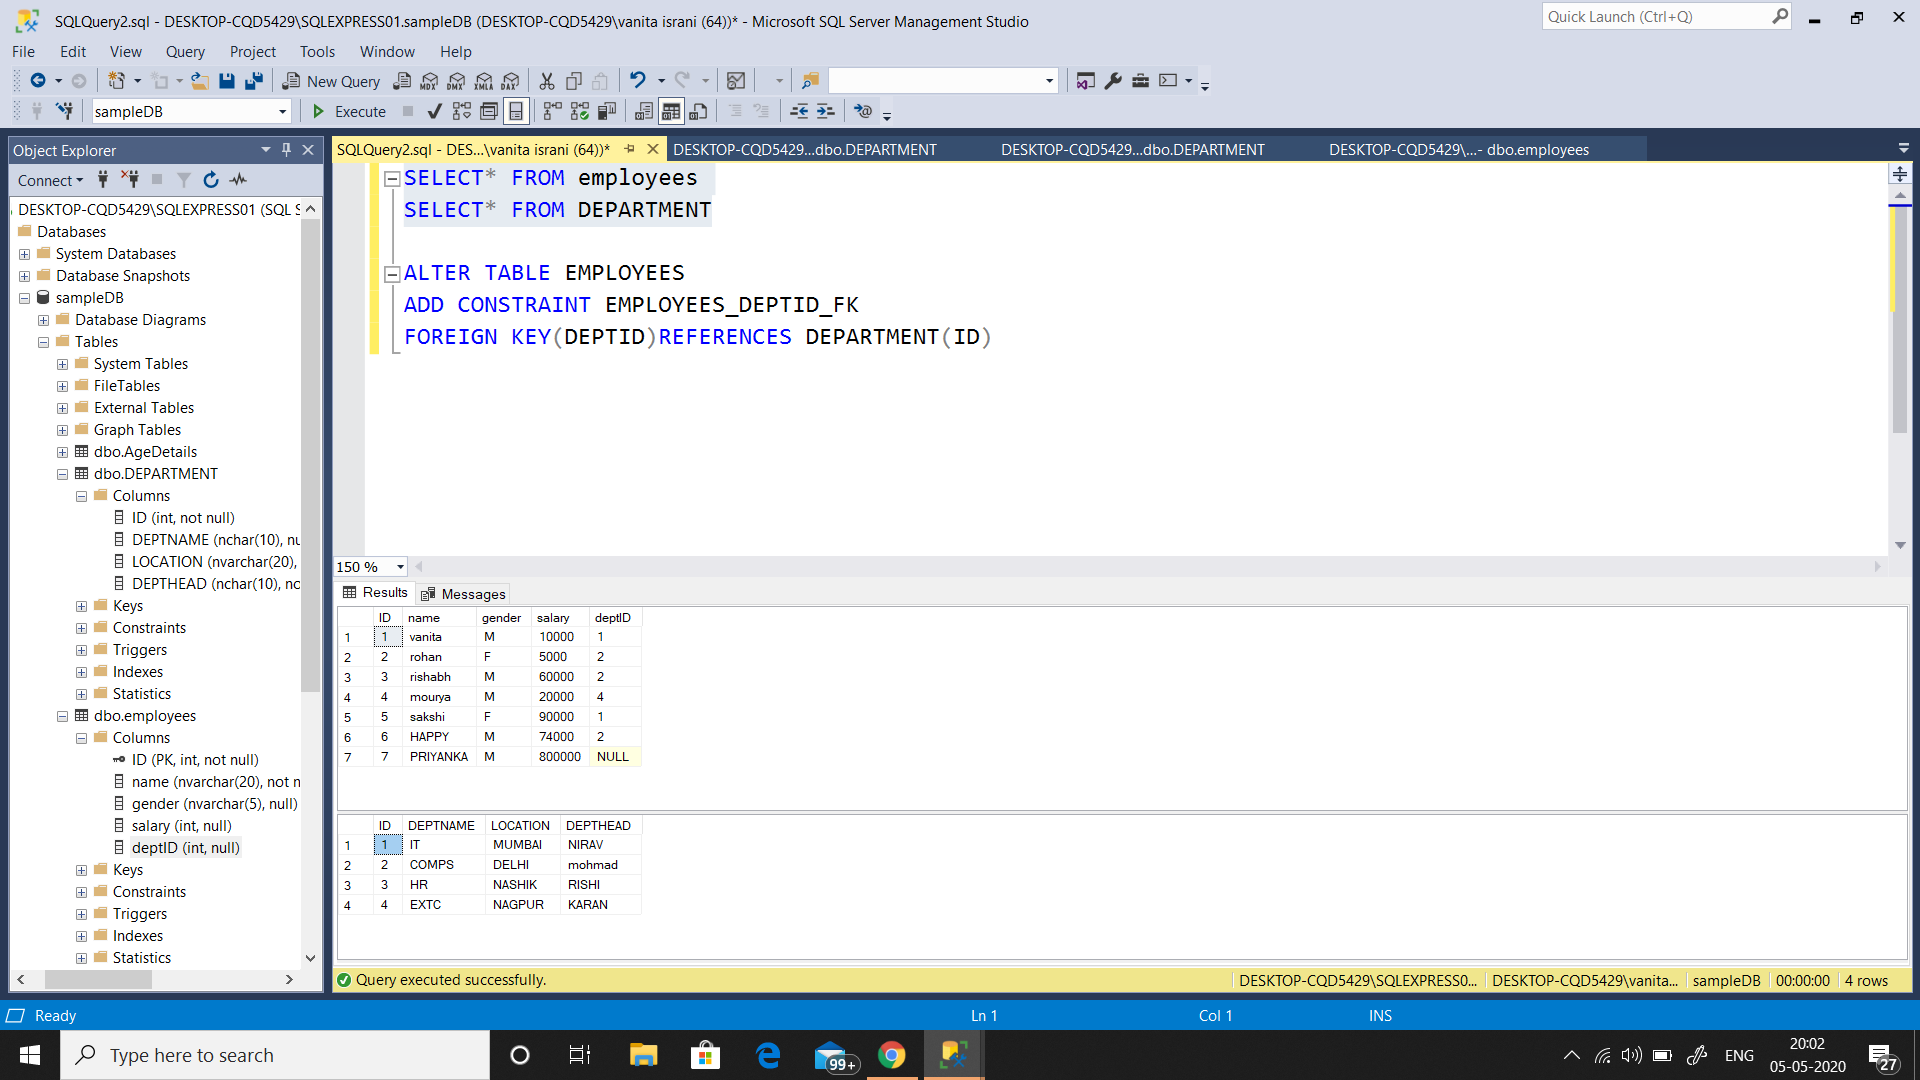 SQLQuery2.sql - DESKTOP-CQD5429\SQLEXPRESS01.sampleDB (DESKTOP-CQD5429\vanita israni (64))* - Microsoft SQL Server Management Studio
Quick Launch (Ctrl+Q)
File Edit View Query Project Tools Window Help
New Query MDX DMX XMLA DAX
sampleDB Execute
Object Explorer
Connect
DESKTOP-CQD5429\SQLEXPRESS01 (SQL S
Databases
System Databases
Database Snapshots
sampleDB
Database Diagrams
Tables
System Tables
FileTables
External Tables
Graph Tables
dbo.AgeDetails
dbo.DEPARTMENT
Columns
ID (int, not null)
DEPTNAME (nchar(10), nu
LOCATION (nvarchar(20),
DEPTHEAD (nchar(10), nc
Keys
Constraints
Triggers
Indexes
Statistics
dbo.employees
Columns
ID (PK, int, not null)
name (nvarchar(20), not n
gender (nvarchar(5), null)
salary (int, null)
deptID (int, null)
Keys
Constraints
Triggers
Indexes
Statistics
SQLQuery2.sql - DES...\vanita israni (64))* DESKTOP-CQD5429...dbo.DEPARTMENT DESKTOP-CQD5429...dbo.DEPARTMENT DESKTOP-CQD5429\...- dbo.employees
SELECT* FROM employees
SELECT* FROM DEPARTMENT
ALTER TABLE EMPLOYEES
ADD CONSTRAINT EMPLOYEES_DEPTID_FK
FOREIGN KEY(DEPTID)REFERENCES DEPARTMENT(ID)
150 %
Results Messages
ID name gender salary deptID
1 1 vanita M 10000 1
2 2 rohan F 5000 2
3 3 rishabh M 60000 2
4 4 mourya M 20000 4
5 5 sakshi F 90000 1
6 6 HAPPY M 74000 2
7 7 PRIYANKA M 800000 NULL
ID DEPTNAME LOCATION DEPTHEAD
1 1 IT MUMBAI NIRAV
2 2 COMPS DELHI mohmad
3 3 HR NASHIK RISHI
4 4 EXTC NAGPUR KARAN
Query executed successfully. DESKTOP-CQD5429\SQLEXPRESS0... DESKTOP-CQD5429\vanita... sampleDB 00:00:00 4 rows
Ready Ln 1 Col 1 INS
Type here to search 99+ ENG 20:02
05-05-2020 27